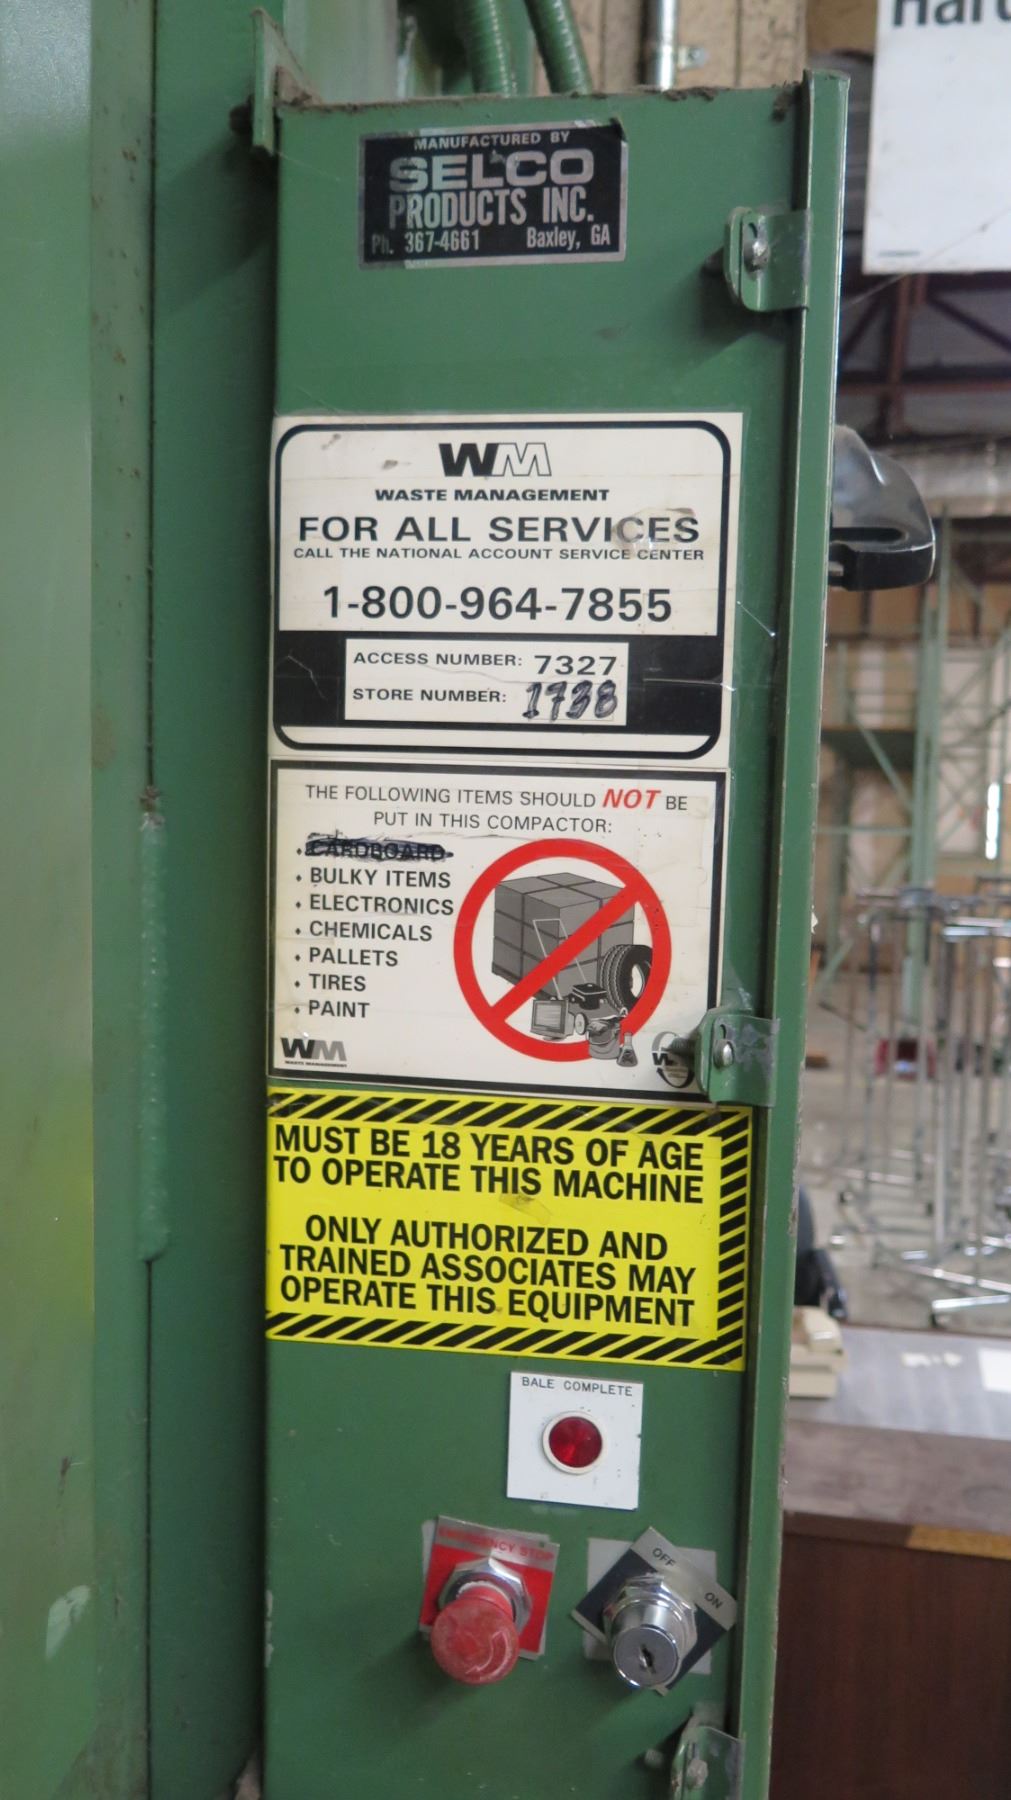 Hard
MANUFACTURED BY
SELCO
PRODUCTS INC.
Ph. 367-4661 Baxley, GA
WM
WASTE MANAGEMENT
FOR ALL SERVICES
CALL THE NATIONAL ACCOUNT SERVICE CENTER
1-800-964-7855
ACCESS NUMBER: 7327
STORE NUMBER: 1738
THE FOLLOWING ITEMS SHOULD NOT BE
PUT IN THIS COMPACTOR:
• CARDBOARD
• BULKY ITEMS
• ELECTRONICS
• CHEMICALS
• PALLETS
• TIRES
• PAINT
WM
WASTE MANAGEMENT
MUST BE 18 YEARS OF AGE
TO OPERATE THIS MACHINE
ONLY AUTHORIZED AND
TRAINED ASSOCIATES MAY
OPERATE THIS EQUIPMENT
BALE COMPLETE
EMERGENCY STOP
OFF ON